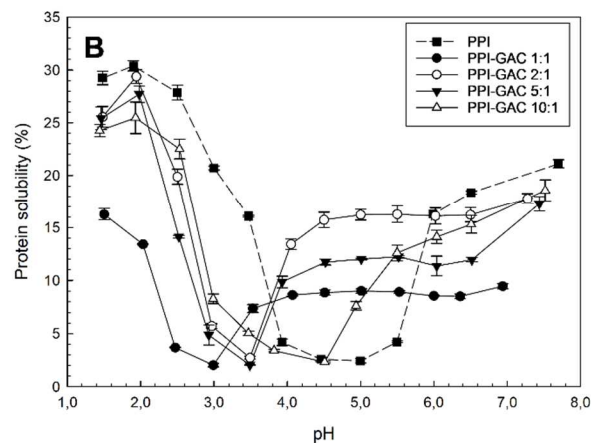 B
PPI
PPI-GAC 1:1
PPI-GAC 2:1
PPI-GAC 5:1
PPI-GAC 10:1
Protein solubility (%)
35
30
25
20
15
10
5
0
1,0 2,0 3,0 4,0 5,0 6,0 7,0 8,0
pH